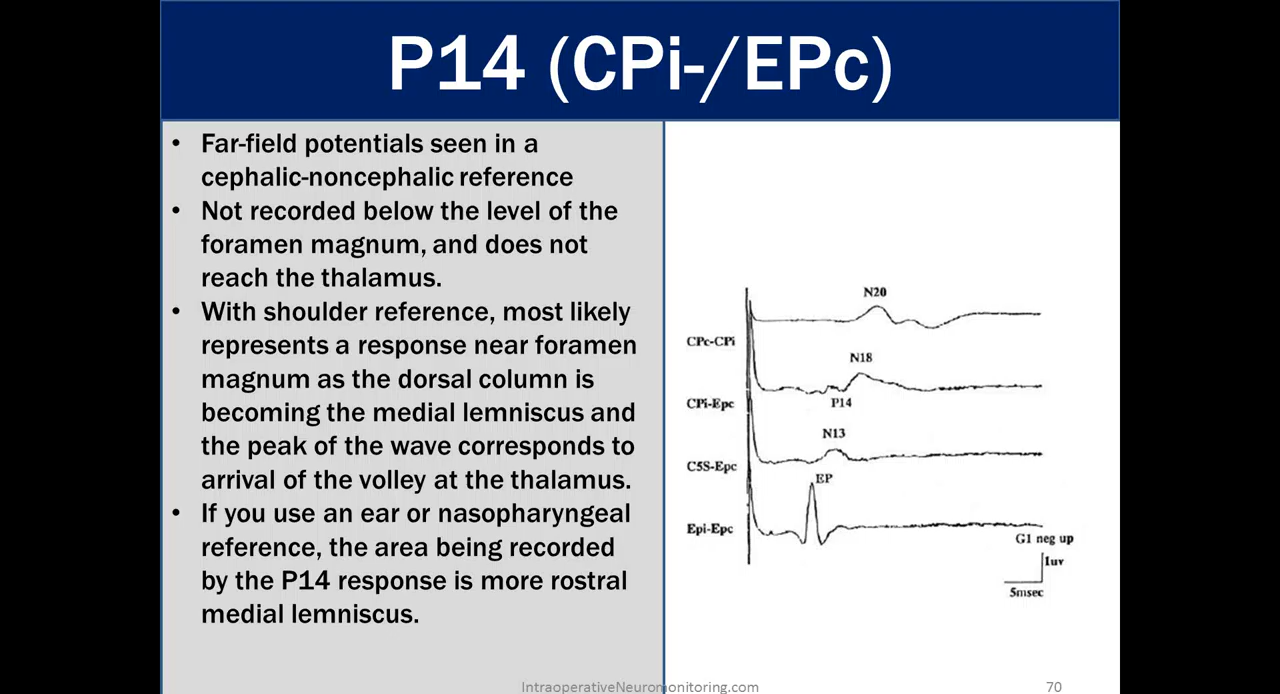 P14 (CPi-/EPc)
• Far-field potentials seen in a
cephalic-noncephalic reference
• Not recorded below the level of the
foramen magnum, and does not
reach the thalamus.
• With shoulder reference, most likely
represents a response near foramen
magnum as the dorsal column is
becoming the medial lemniscus and
the peak of the wave corresponds to
arrival of the volley at the thalamus.
• If you use an ear or nasopharyngeal
reference, the area being recorded
by the P14 response is more rostral
medial lemniscus.
N20
CPc-CPi
N18
CPi-Epc
P14
N13
C5S-Epc
EP
Epi-Epc
G1 neg up
1uv
5msec
IntraoperativeNeuromonitoring.com
70